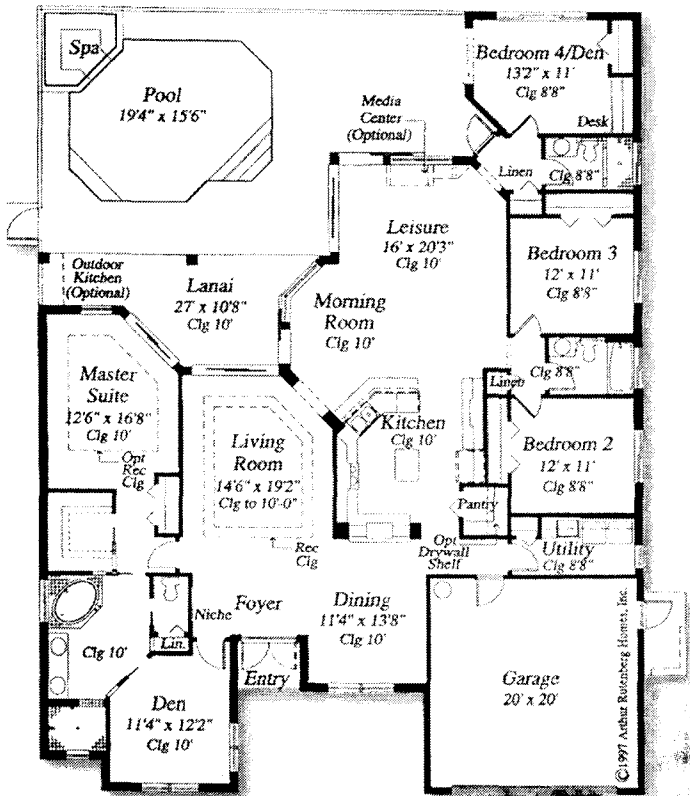 Spa
Pool
19'4" x 15'6"
Bedroom 4/Den
13'2" x 11'
Clg 8'8"
Desk
Media
Center
(Optional)
Linen
Clg 8'8"
Leisure
16' x 20'3"
Clg 10'
Bedroom 3
12' x 11'
Clg 8'8"
Outdoor
Kitchen
(Optional)
Lanai
27' x 10'8"
Clg 10'
Morning
Room
Clg 10'
Master
Suite
12'6" x 16'8"
Clg 10'
Opt
Rec
Clg
Linen
Clg 8'8"
Kitchen
Clg 10'
Living
Room
14'6" x 19'2"
Clg to 10'-0"
Rec
Clg
Bedroom 2
12' x 11'
Clg 8'8"
Pantry
Opt
Drywall
Shelf
Utility
Clg 8'8"
Niche
Foyer
Dining
11'4" x 13'8"
Clg 10'
Lin.
Clg 10'
Entry
Den
11'4" x 12'2"
Clg 10'
Garage
20' x 20'
©1997 Arthur Rutenberg Homes, Inc.